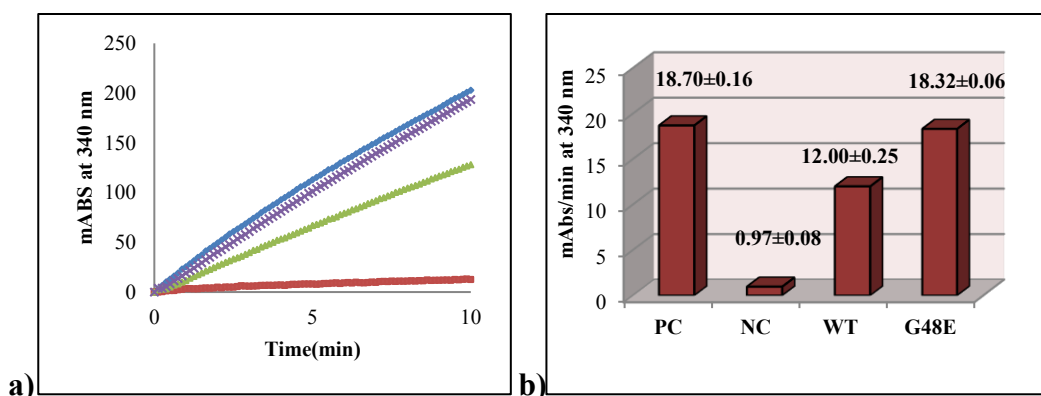 250
200
150
100
50
0
mABS at 340 nm
0 5 10
Time(min)
a)
25
20
15
10
5
0
mAbs/min at 340 nm
18.70±0.16
0.97±0.08
12.00±0.25
18.32±0.06
PC NC WT G48E
b)